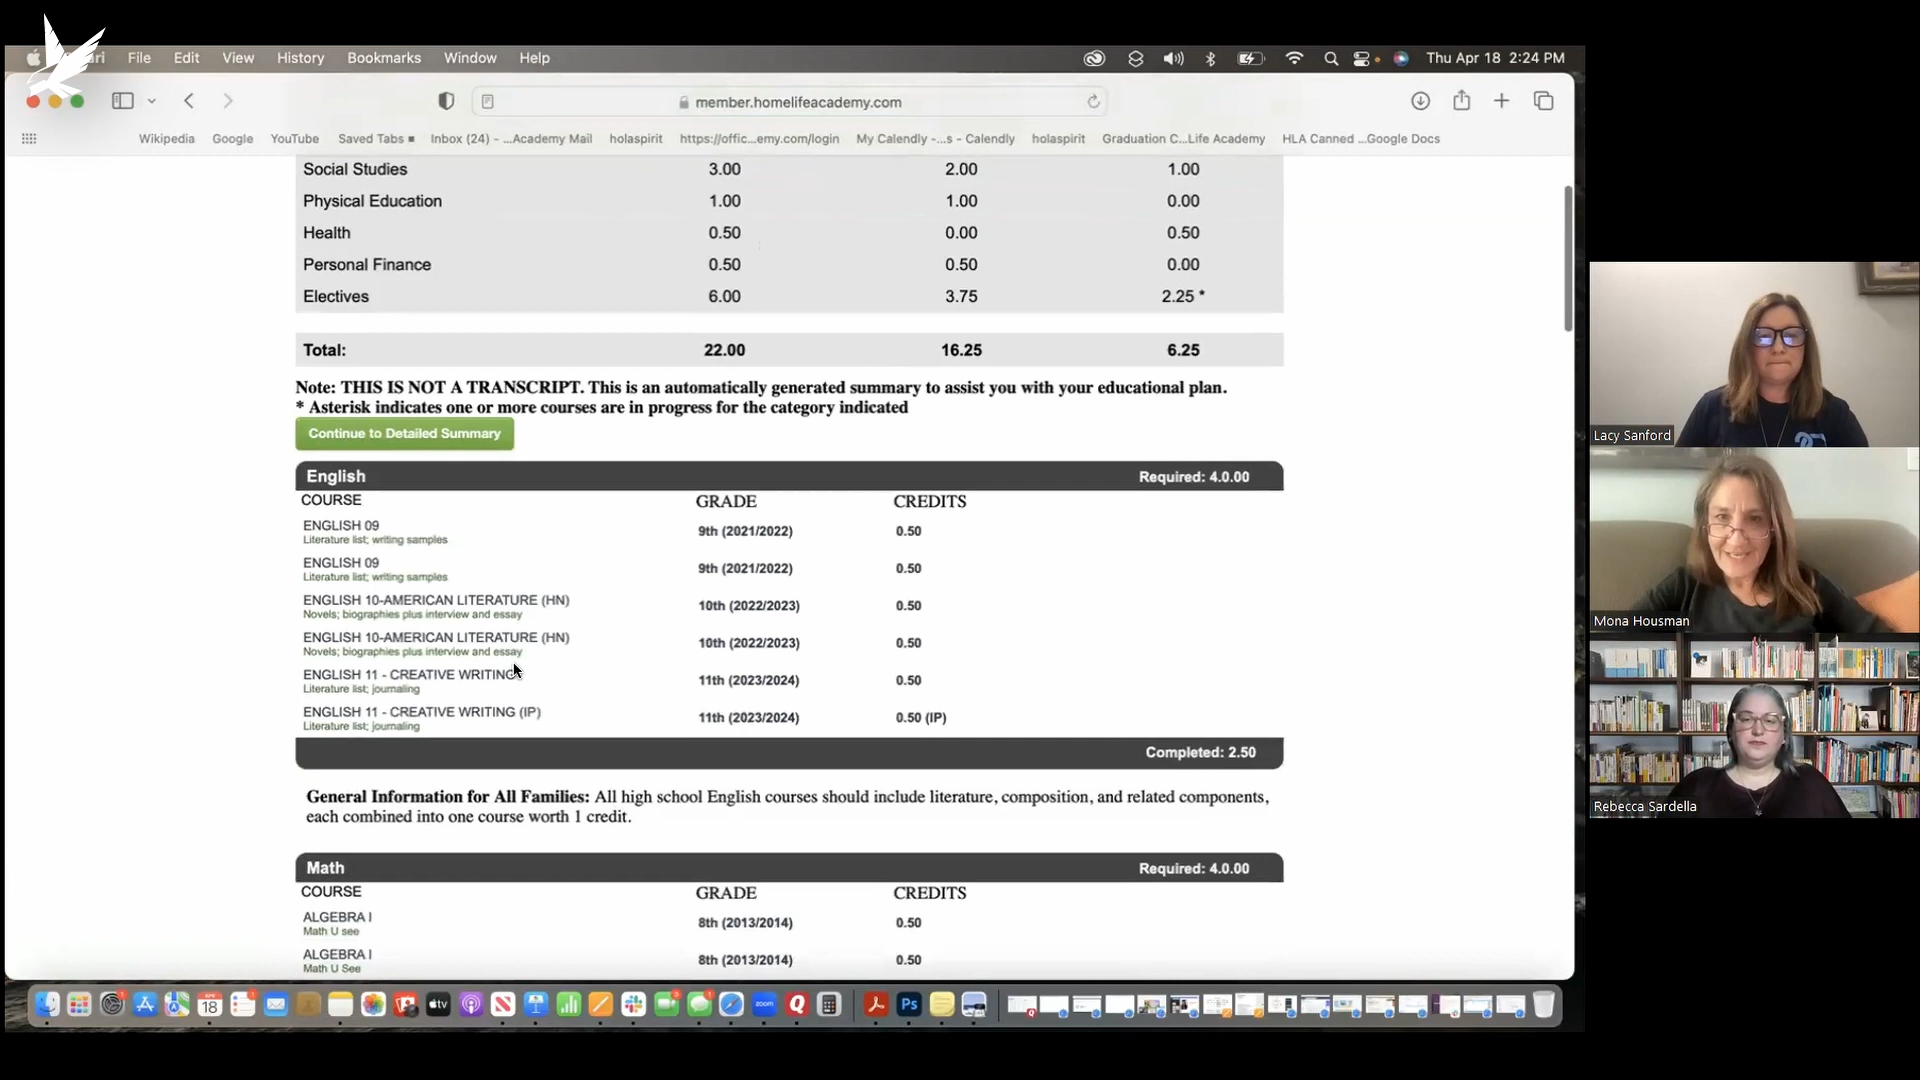 ari File Edit View History Bookmarks Window Help Thu Apr 18 2:24 PM
member.homelifeacademy.com
Wikipedia Google YouTube Saved Tabs Inbox (24) - ...Academy Mail holaspirit https://offic...emy.com/login My Calendly -...s - Calendly holaspirit Graduation C...Life Academy HLA Canned ...Google Docs
Social Studies 3.00 2.00 1.00
Physical Education 1.00 1.00 0.00
Health 0.50 0.00 0.50
Personal Finance 0.50 0.50 0.00
Electives 6.00 3.75 2.25 *
Total: 22.00 16.25 6.25
Note: THIS IS NOT A TRANSCRIPT. This is an automatically generated summary to assist you with your educational plan.
* Asterisk indicates one or more courses are in progress for the category indicated
Continue to Detailed Summary
English Required: 4.0.00
COURSE GRADE CREDITS
ENGLISH 09 9th (2021/2022) 0.50
Literature list; writing samples
ENGLISH 09 9th (2021/2022) 0.50
Literature list; writing samples
ENGLISH 10-AMERICAN LITERATURE (HN) 10th (2022/2023) 0.50
Novels; biographies plus interview and essay
ENGLISH 10-AMERICAN LITERATURE (HN) 10th (2022/2023) 0.50
Novels; biographies plus interview and essay
ENGLISH 11 - CREATIVE WRITING 11th (2023/2024) 0.50
Literature list; journaling
ENGLISH 11 - CREATIVE WRITING (IP) 11th (2023/2024) 0.50 (IP)
Literature list; journaling
Completed: 2.50
General Information for All Families: All high school English courses should include literature, composition, and related components,
each combined into one course worth 1 credit.
Math Required: 4.0.00
COURSE GRADE CREDITS
ALGEBRA I 8th (2013/2014) 0.50
Math U see
ALGEBRA I 8th (2013/2014) 0.50
Math U See
Lacy Sanford
Mona Housman
Rebecca Sardella
18
tv
zoom
Ps